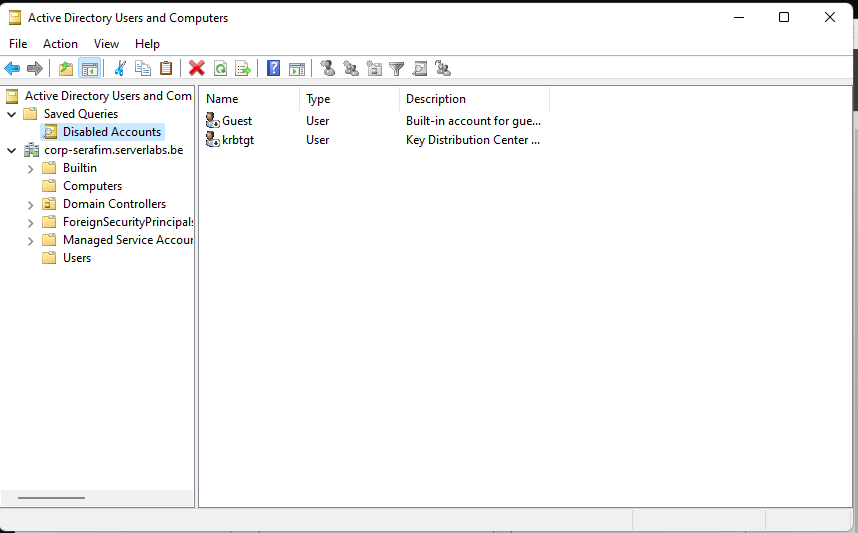 Active Directory Users and Computers
File Action View Help
Active Directory Users and Com
Saved Queries
Disabled Accounts
corp-serafim.serverlabs.be
Builtin
Computers
Domain Controllers
ForeignSecurityPrincipals
Managed Service Accour
Users
Name Type Description
Guest User Built-in account for gue...
krbtgt User Key Distribution Center ...